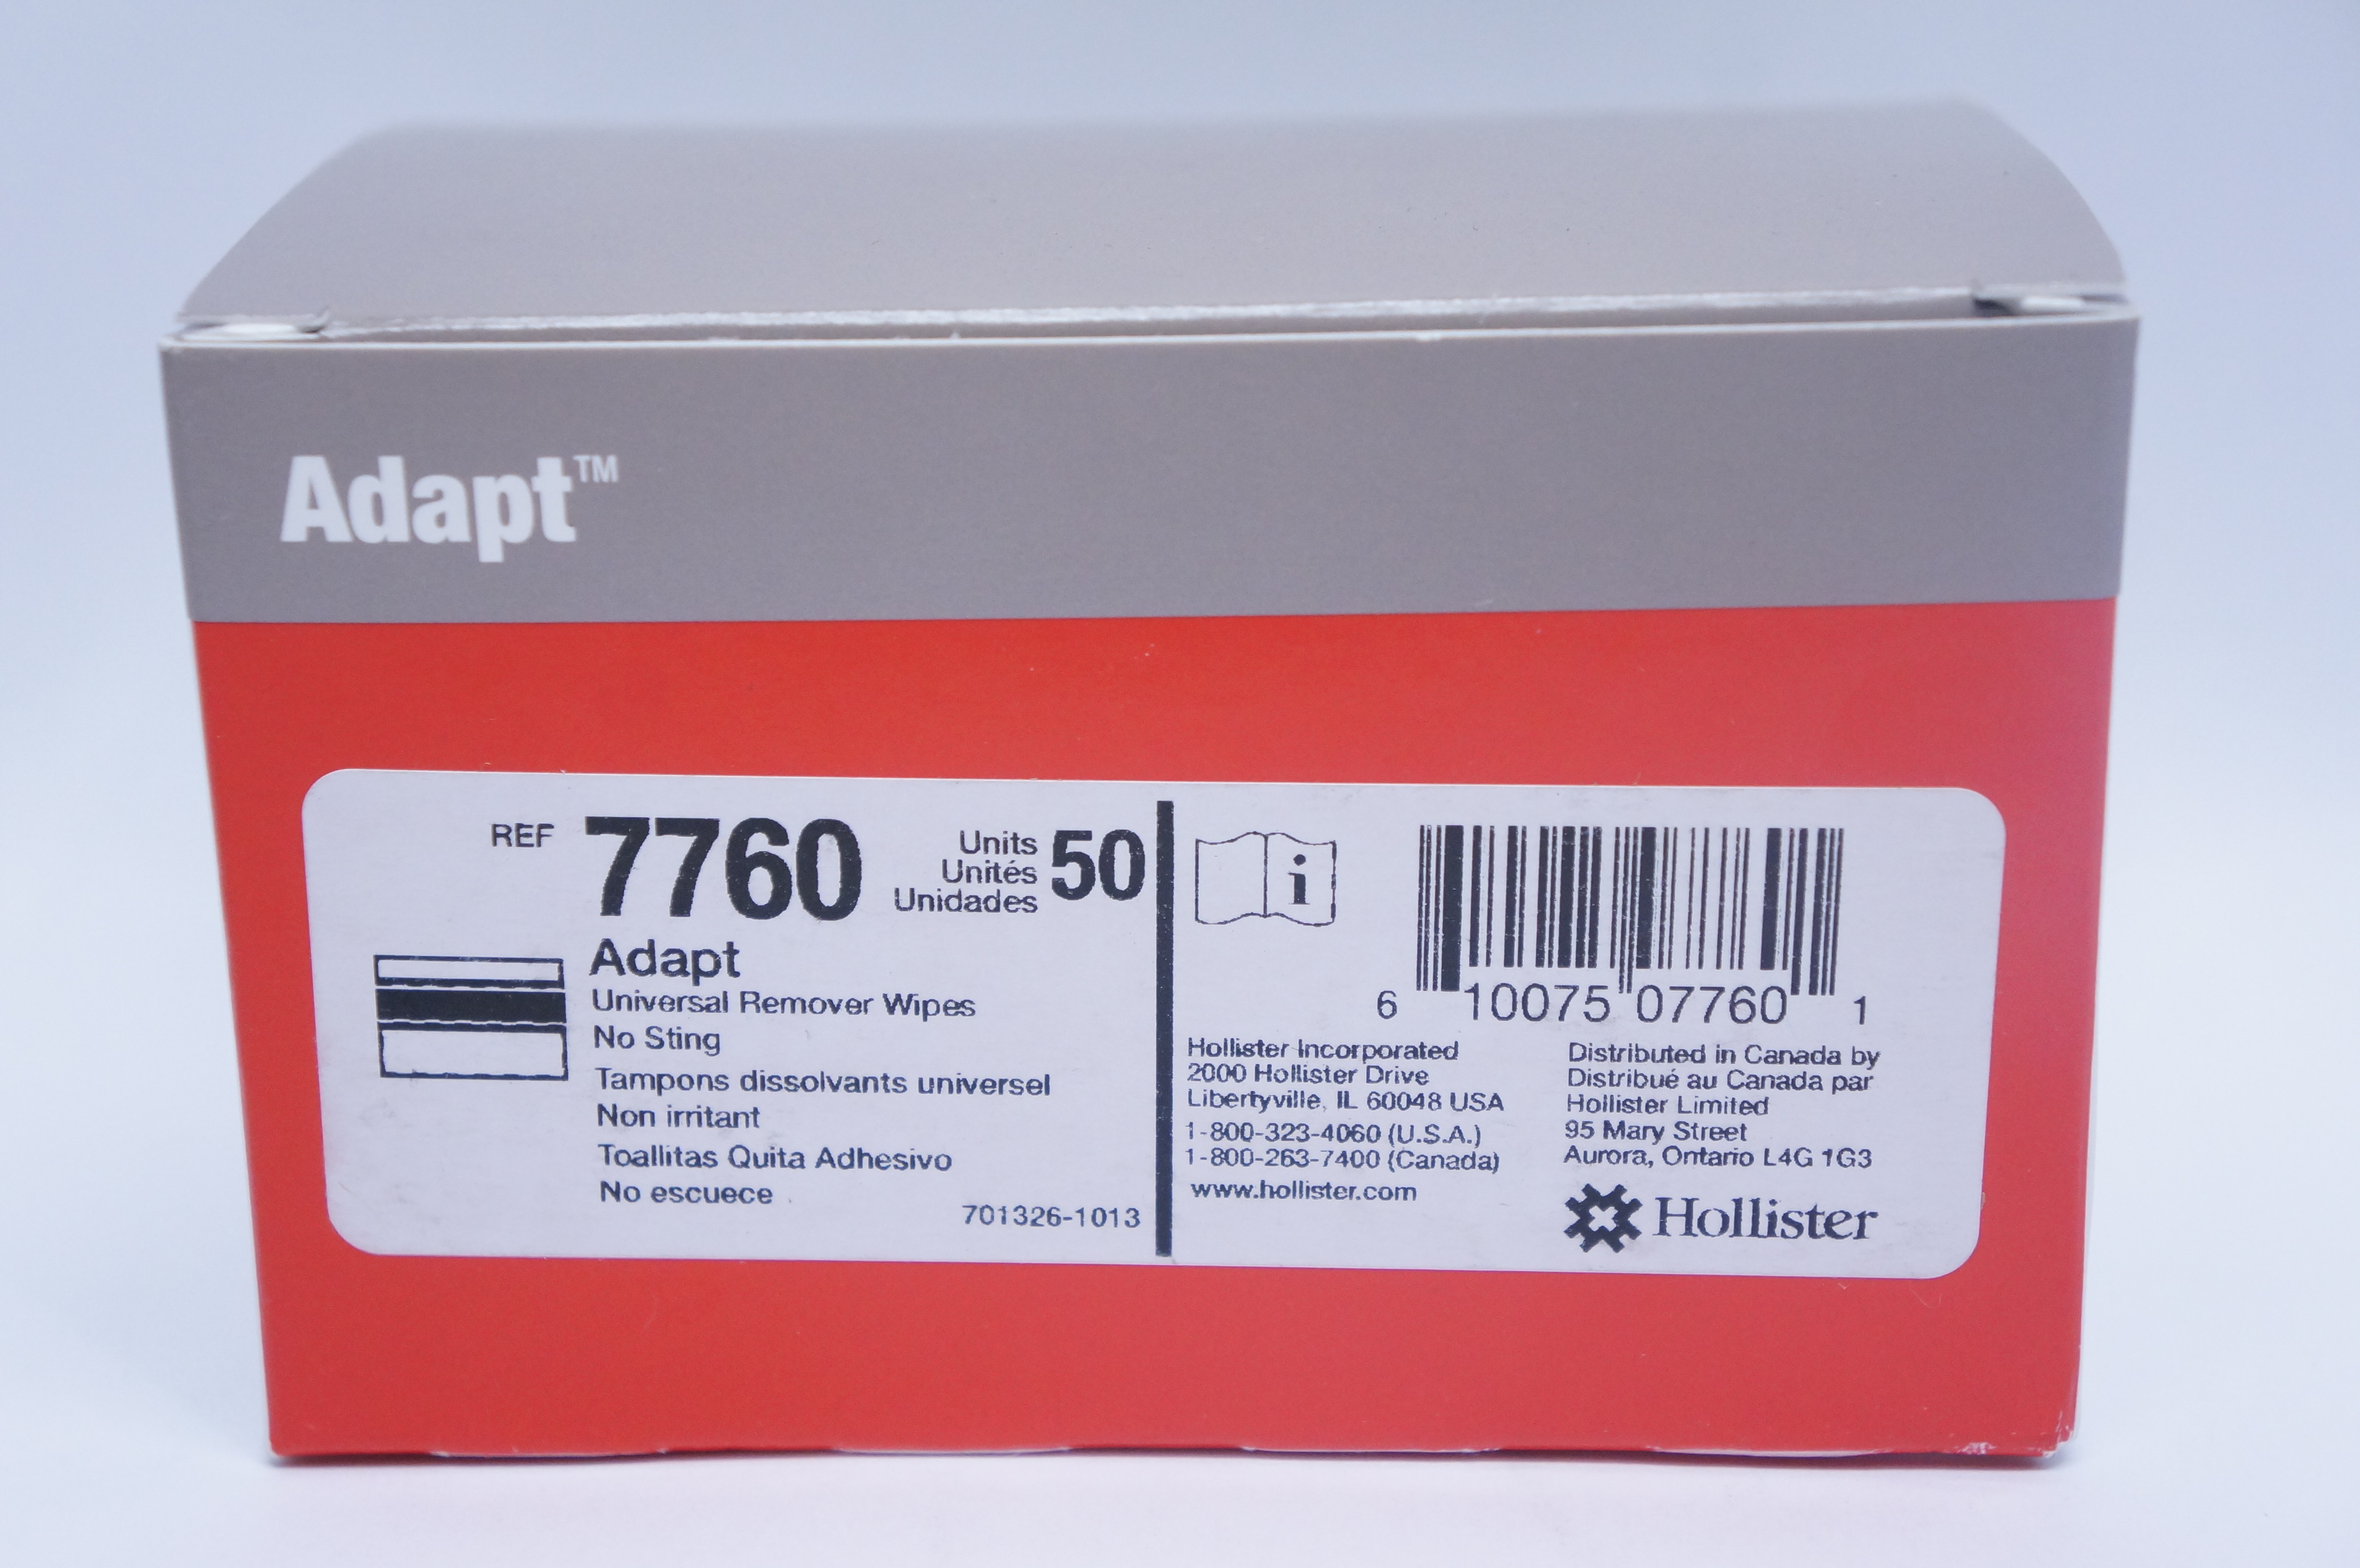 Adapt™
REF 7760 Units Unités Unidades 50
Adapt
Universal Remover Wipes
No Sting
Tampons dissolvants universel
Non irritant
Toallitas Quita Adhesivo
No escuece
701326-1013
i
6 10075 07760 1
Hollister Incorporated
2000 Hollister Drive
Libertyville, IL 60048 USA
1-800-323-4060 (U.S.A.)
1-800-263-7400 (Canada)
www.hollister.com
Distributed in Canada by
Distribué au Canada par
Hollister Limited
95 Mary Street
Aurora, Ontario L4G 1G3
Hollister